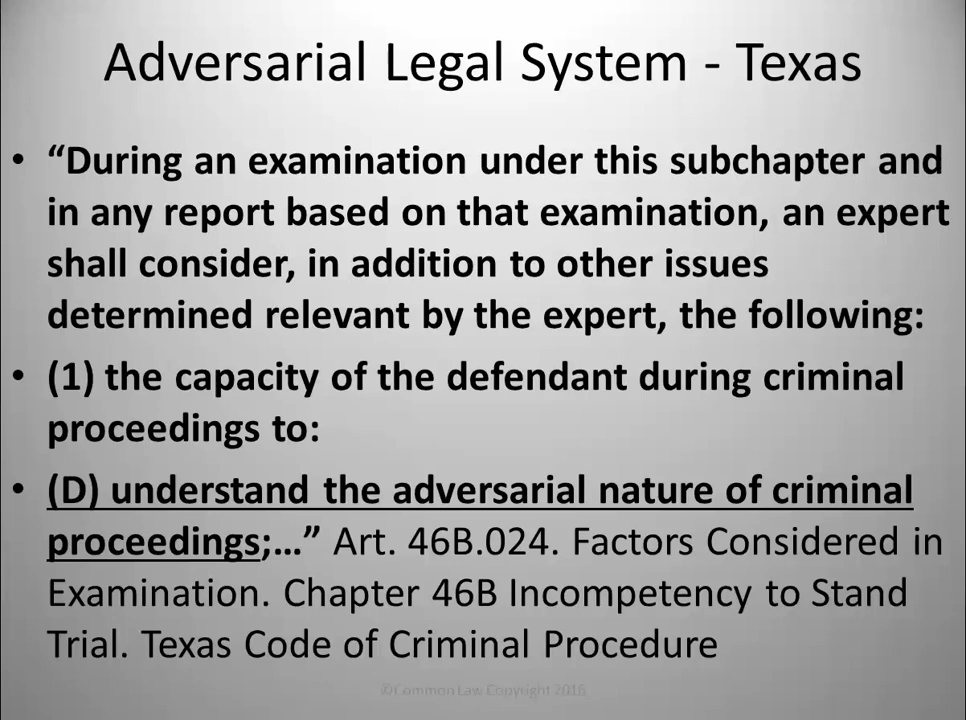 Adversarial Legal System - Texas
• “During an examination under this subchapter and
in any report based on that examination, an expert
shall consider, in addition to other issues
determined relevant by the expert, the following:
• (1) the capacity of the defendant during criminal
proceedings to:
• (D) understand the adversarial nature of criminal
proceedings;…” Art. 46B.024. Factors Considered in
Examination. Chapter 46B Incompetency to Stand
Trial. Texas Code of Criminal Procedure
©Common Law Copyright 2016